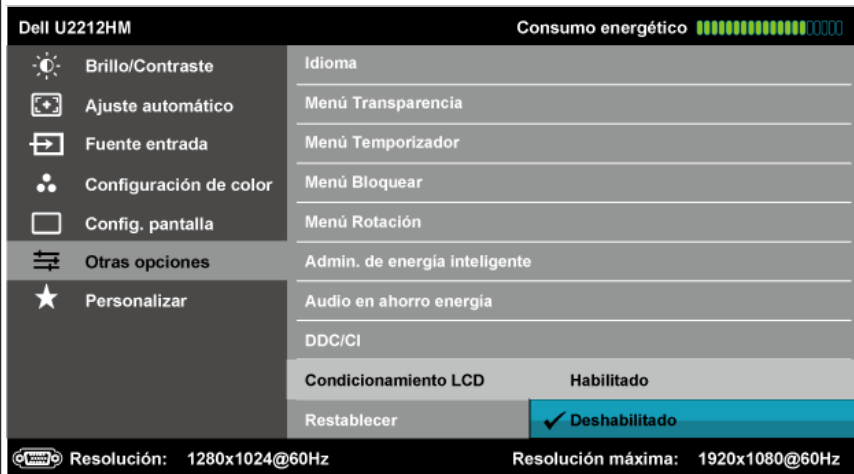 Dell U2212HM
Consumo energético
Brillo/Contraste
Ajuste automático
Fuente entrada
Configuración de color
Config. pantalla
Otras opciones
Personalizar
Idioma
Menú Transparencia
Menú Temporizador
Menú Bloquear
Menú Rotación
Admin. de energía inteligente
Audio en ahorro energía
DDC/CI
Condicionamiento LCD
Habilitado
Restablecer
Deshabilitado
Resolución: 1280x1024@60Hz
Resolución máxima: 1920x1080@60Hz